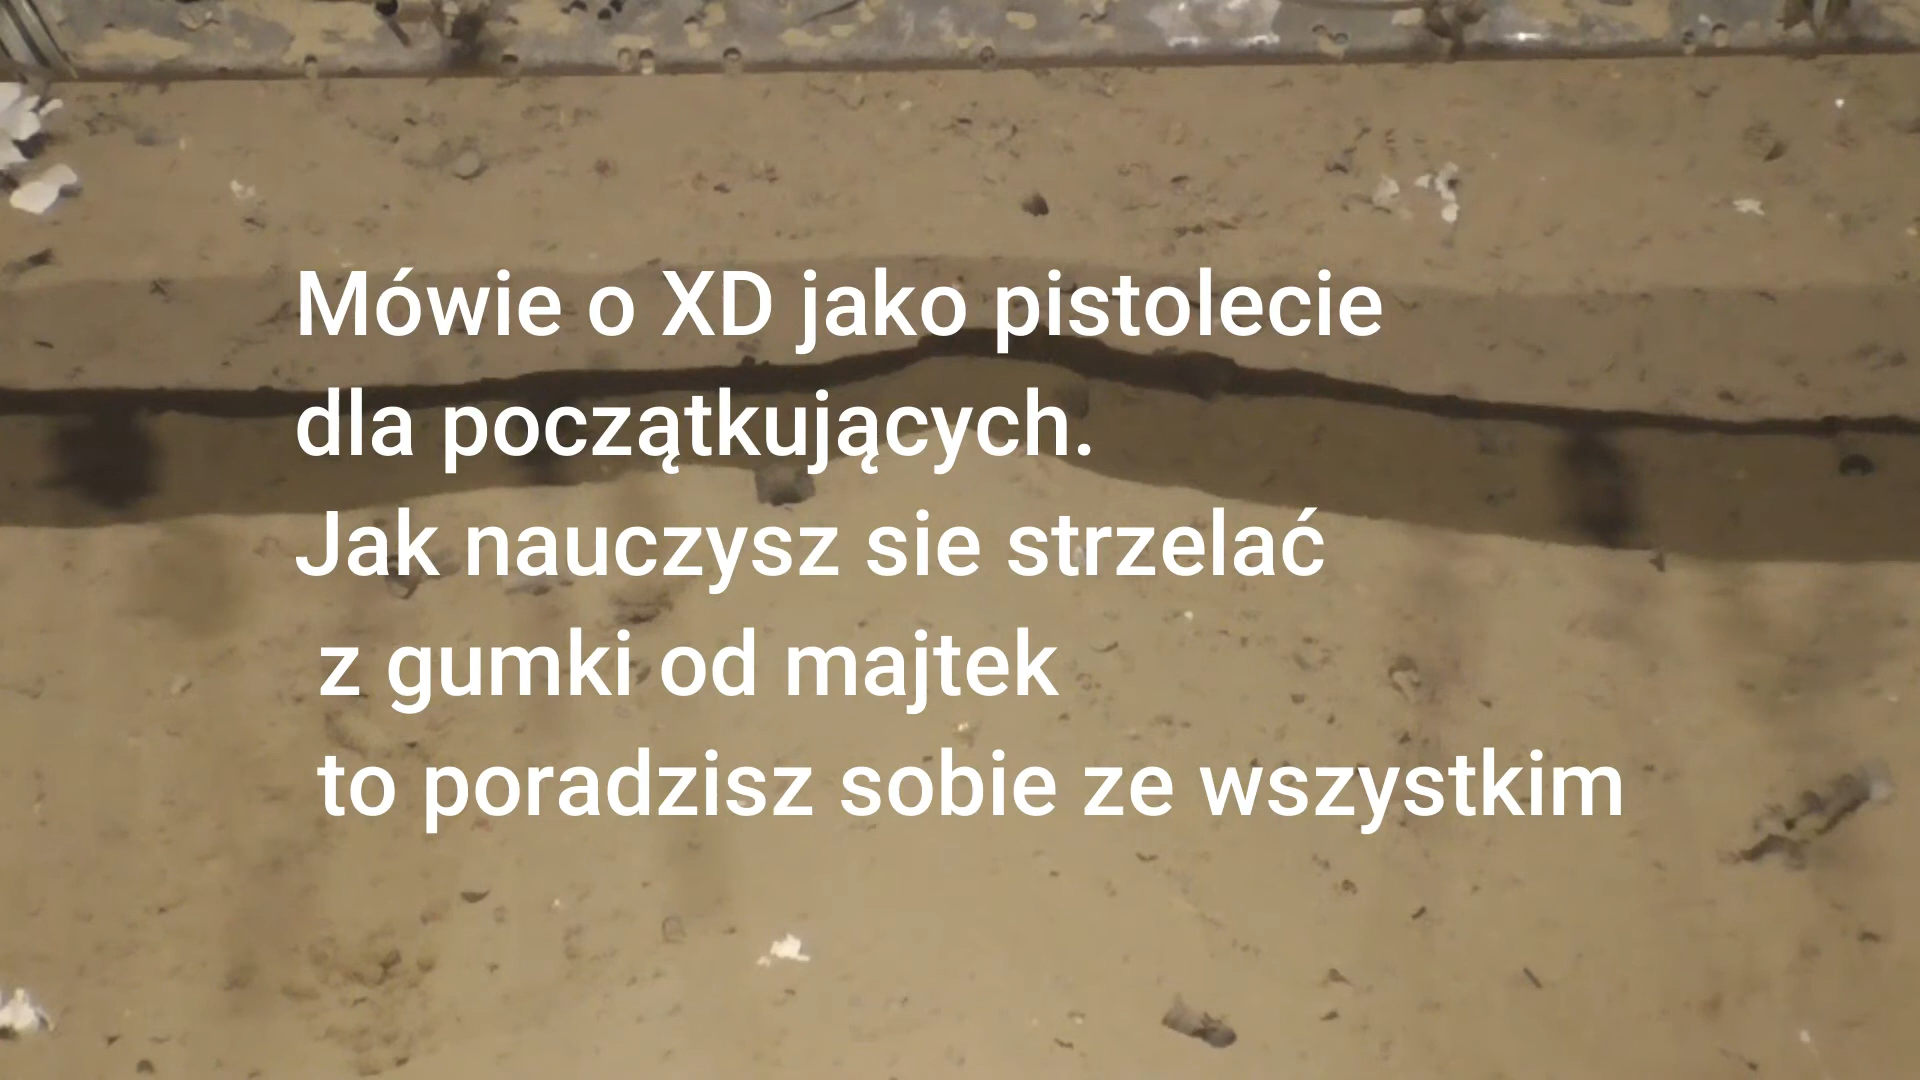 Mówie o XD jako pistolecie
dla początkujących.
Jak nauczysz sie strzelać
z gumki od majtek
to poradzisz sobie ze wszystkim